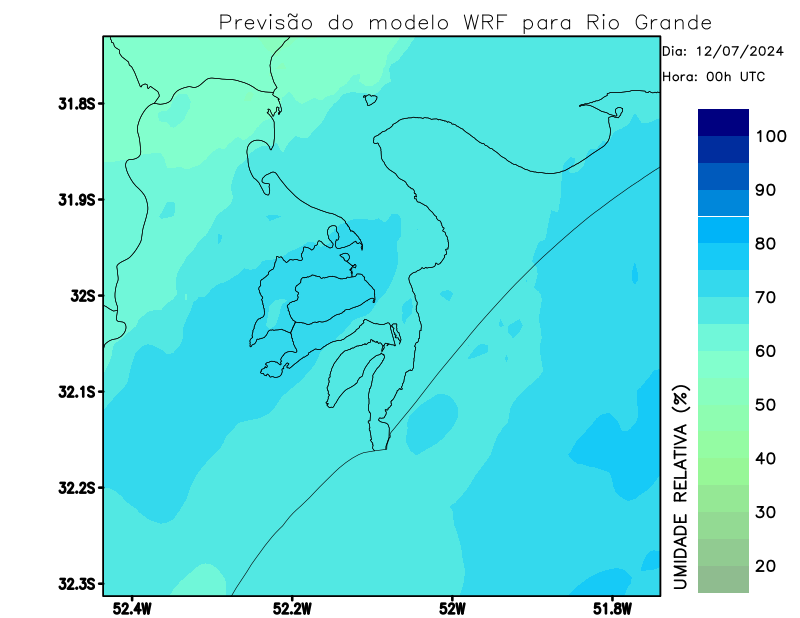 Previsão do modelo WRF para Rio Grande
Dia: 12/07/2024
Hora: 00h UTC
31.8S
31.9S
32S
32.1S
32.2S
32.3S
52.4W
52.2W
52W
51.8W
100
90
80
70
60
50
40
30
20
UMIDADE RELATIVA (%)